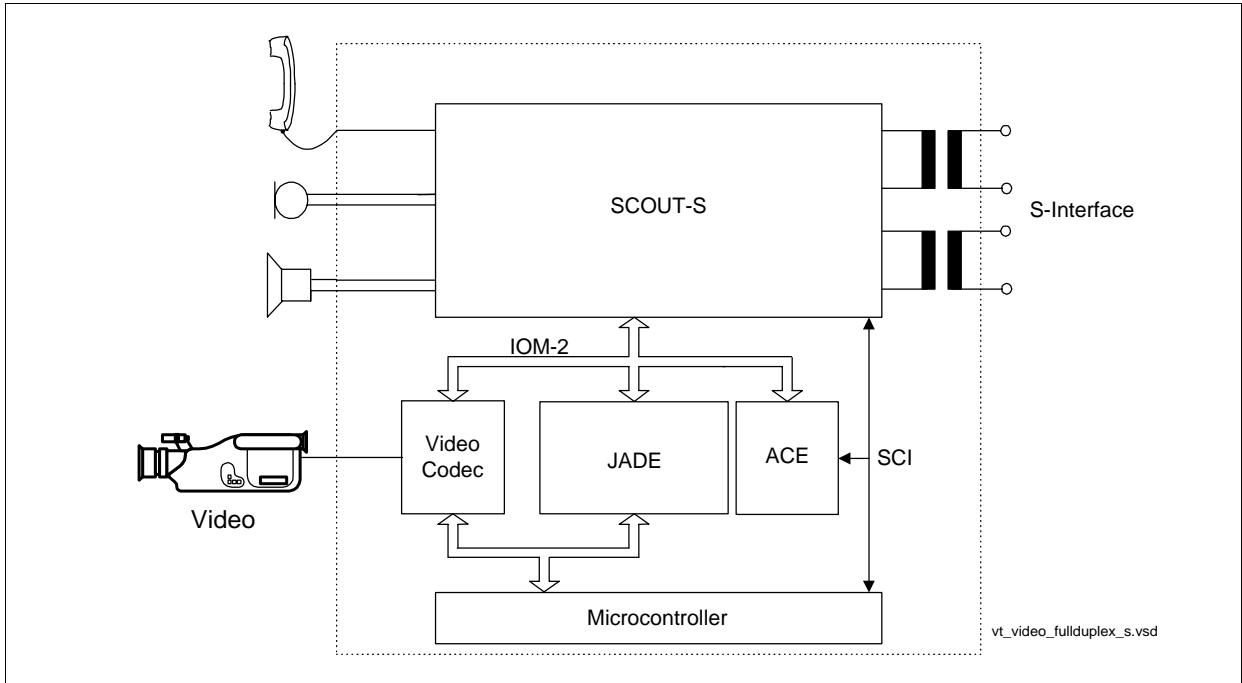 SCOUT-S
S-Interface
IOM-2
Video
Codec
JADE
ACE
SCI
Video
Microcontroller
vt_video_fullduplex_s.vsd